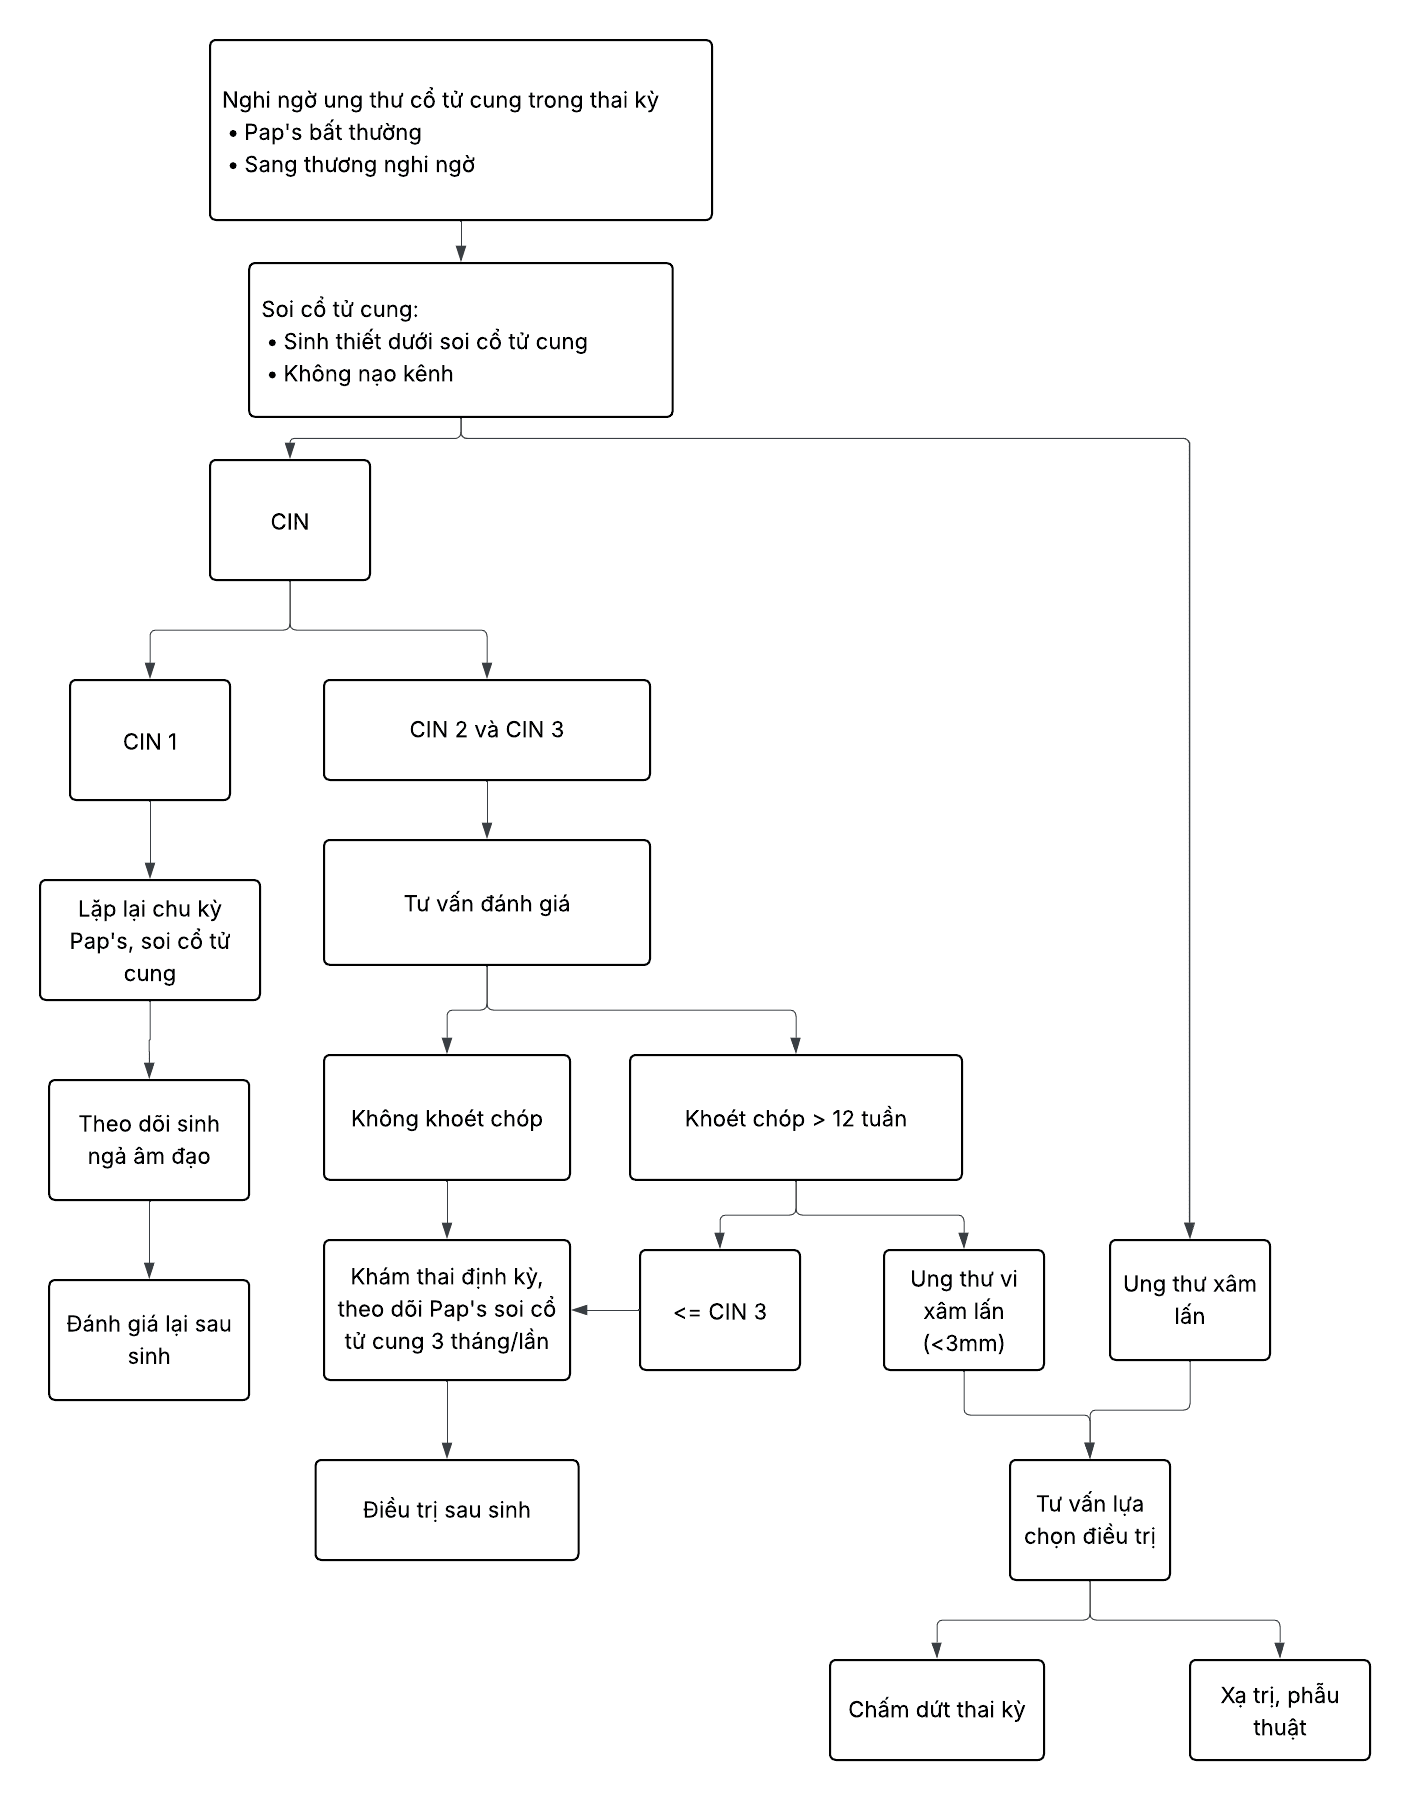 Nghi ngờ ung thư cổ tử cung trong thai kỳ
• Pap's bất thường
• Sang thương nghi ngờ
Soi cổ tử cung:
• Sinh thiết dưới soi cổ tử cung
• Không nạo kênh
CIN
CIN 1
CIN 2 và CIN 3
Tư vấn đánh giá
Lặp lại chu kỳ
Pap's, soi cổ tử
cung
Không khoét chóp
Khoét chóp > 12 tuần
Theo dõi sinh
ngả âm đạo
Khám thai định kỳ,
theo dõi Pap's soi cổ
tử cung 3 tháng/lần
<= CIN 3
Ung thư vi
xâm lấn
(<3mm)
Ung thư xâm
lấn
Đánh giá lại sau
sinh
Điều trị sau sinh
Tư vấn lựa
chọn điều trị
Chấm dứt thai kỳ
Xạ trị, phẫu
thuật